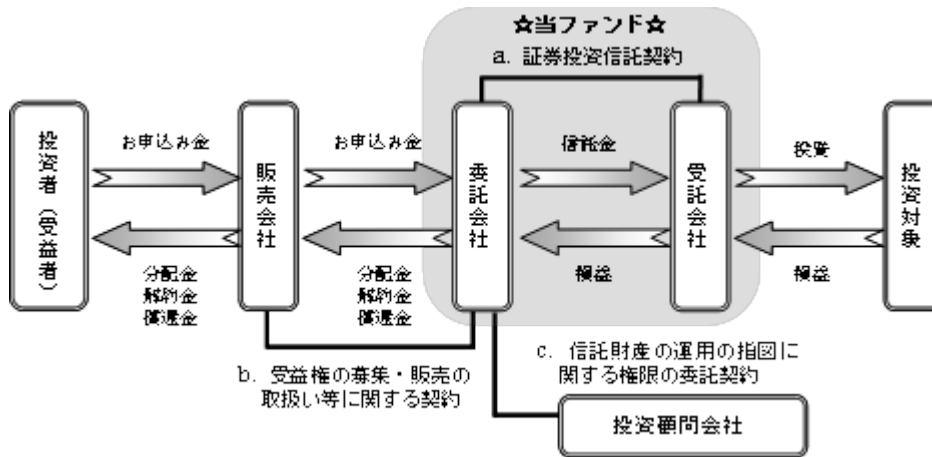 ☆当ファンド☆
a. 証券投資信託契約
投資者（受益者）
お申込み金
販売会社
お申込み金
委託会社
信託金
受託会社
投資
投資対象
分配金
解約金
償還金
分配金
解約金
償還金
損益
損益
b. 受益権の募集・販売の
取扱い等に関する契約
c. 信託財産の運用の指図に
関する権限の委託契約
投資顧問会社